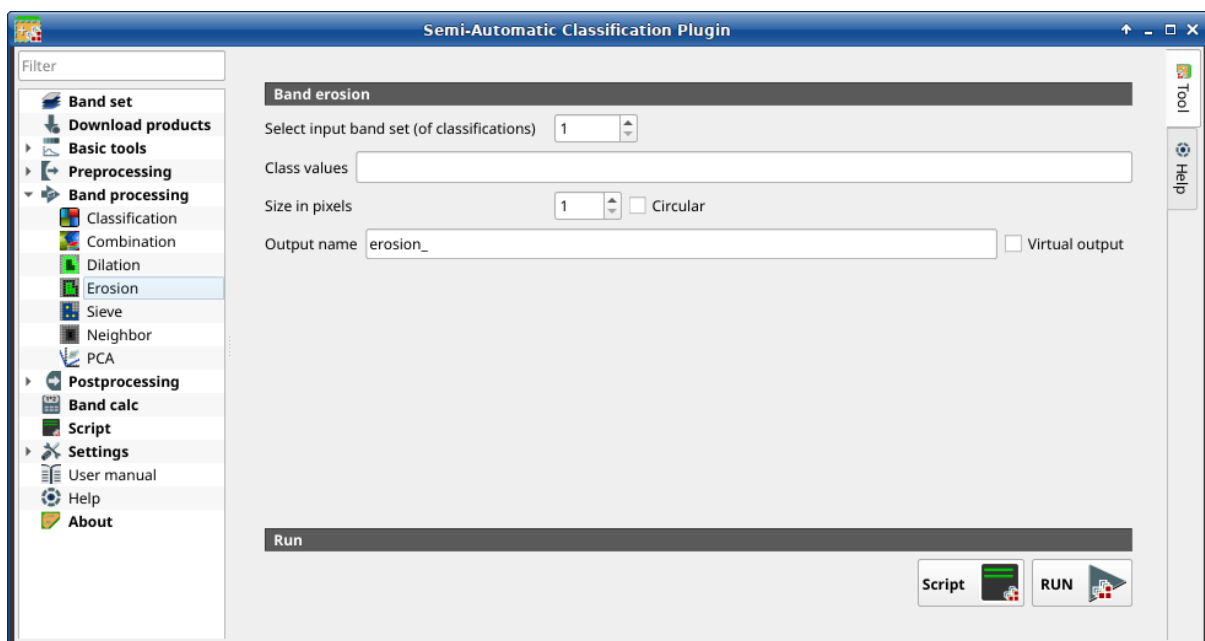 Semi-Automatic Classification Plugin
Filter
Band set
Download products
Basic tools
Preprocessing
Band processing
Classification
Combination
Dilation
Erosion
Sieve
Neighbor
PCA
Postprocessing
Band calc
Script
Settings
User manual
Help
About
Band erosion
Select input band set (of classifications) 1
Class values
Size in pixels 1 Circular
Output name erosion_ Virtual output
Run
Script RUN
Tool
Help